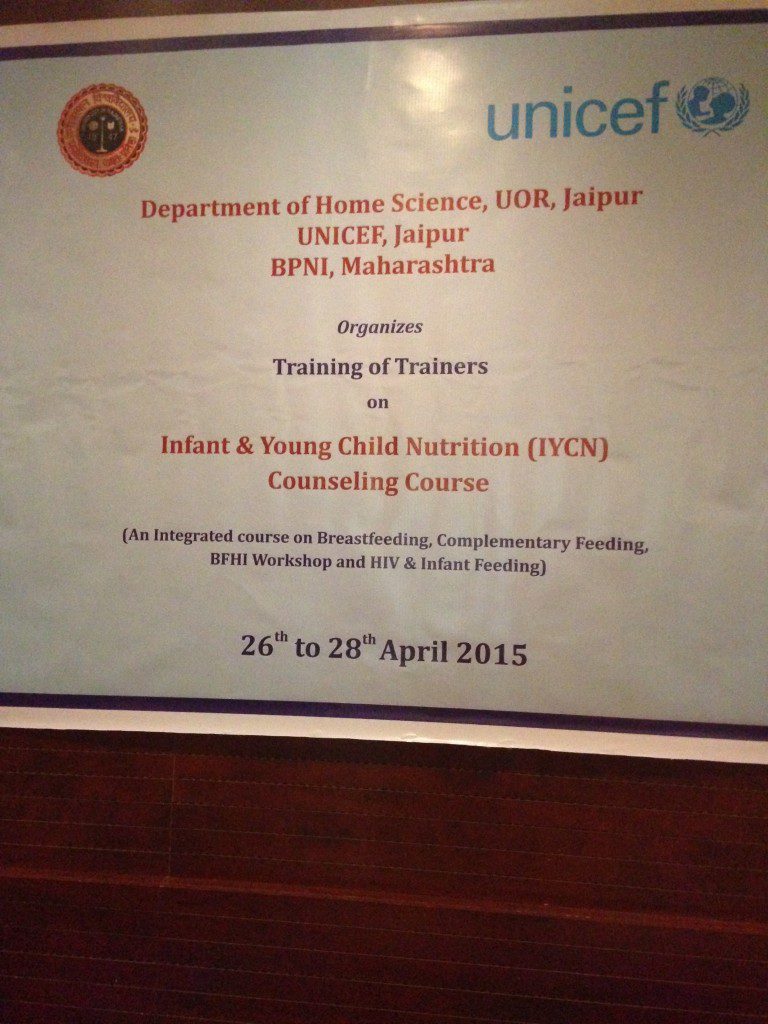 unicef
Department of Home Science, UOR, Jaipur
UNICEF, Jaipur
BPNI, Maharashtra
Organizes
Training of Trainers
on
Infant & Young Child Nutrition (IYCN)
Counseling Course
(An Integrated course on Breastfeeding, Complementary Feeding,
BFHI Workshop and HIV & Infant Feeding)
26th to 28th April 2015